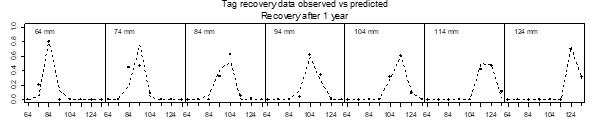 Tag recovery data observed vs predicted
Recovery after 1 year
64 mm 74 mm 84 mm 94 mm 104 mm 114 mm 124 mm
1.0
0.8
0.6
0.4
0.2
0.0
64 84 104 124 64 84 104 124 64 84 104 124 64 84 104 124 64 84 104 124 64 84 104 124 64 84 104 124